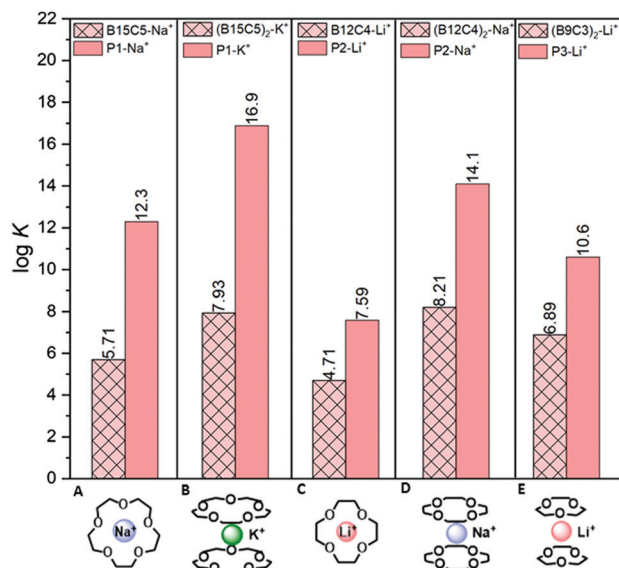 22
20
18
16
14
12
10
8
6
4
2
0
log K
B15C5-Na⁺
P1-Na⁺
5.71
12.3
(B15C5)₂-K⁺
P1-K⁺
7.93
16.9
B12C4-Li⁺
P2-Li⁺
4.71
7.59
(B12C4)₂-Na⁺
P2-Na⁺
8.21
14.1
(B9C3)₂-Li⁺
P3-Li⁺
6.89
10.6
A
B
C
D
E
O
O
O
O
O
Na⁺
O
O
O
O
O
K⁺
O
O
O
O
O
O
O
O
O
Li⁺
O
O
O
O
Na⁺
O
O
O
O
O
O
O
Li⁺
O
O
O